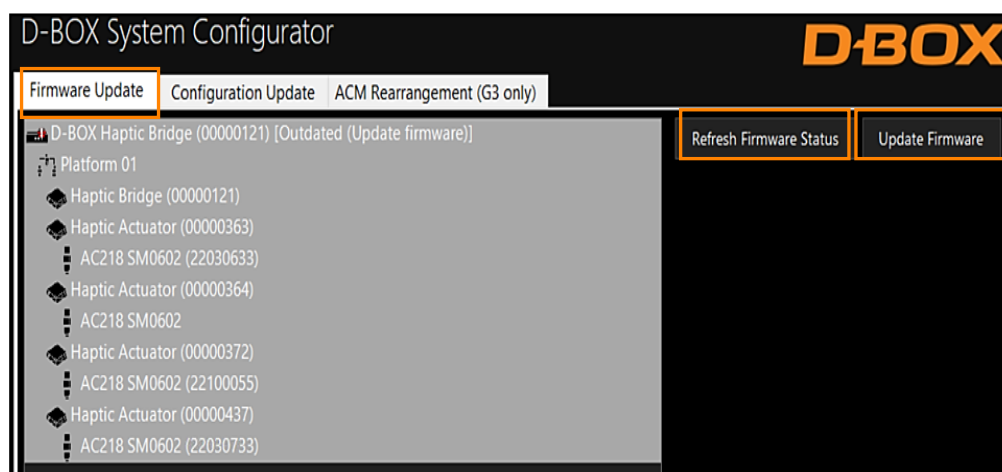 D-BOX System Configurator
D-BOX
Firmware Update Configuration Update ACM Rearrangement (G3 only)
D-BOX Haptic Bridge (00000121) [Outdated (Update firmware)]
Refresh Firmware Status Update Firmware
Platform 01
Haptic Bridge (00000121)
Haptic Actuator (00000363)
AC218 SM0602 (22030633)
Haptic Actuator (00000364)
AC218 SM0602
Haptic Actuator (00000372)
AC218 SM0602 (22100055)
Haptic Actuator (00000437)
AC218 SM0602 (22030733)